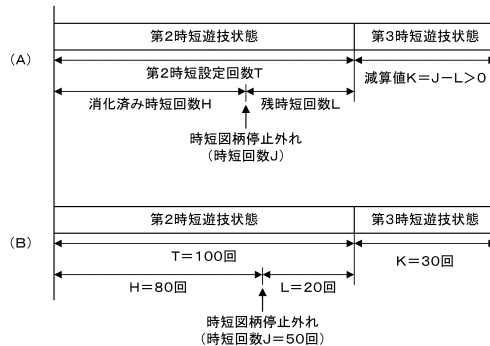 第2時短遊技状態
第3時短遊技状態
(A)
第2時短設定回数T
減算値K=J−L>0
消化済み時短回数H
残時短回数L
時短図柄停止外れ
(時短回数J)
第2時短遊技状態
第3時短遊技状態
(B)
T=100回
K=30回
H=80回
L=20回
時短図柄停止外れ
(時短回数J=50回)